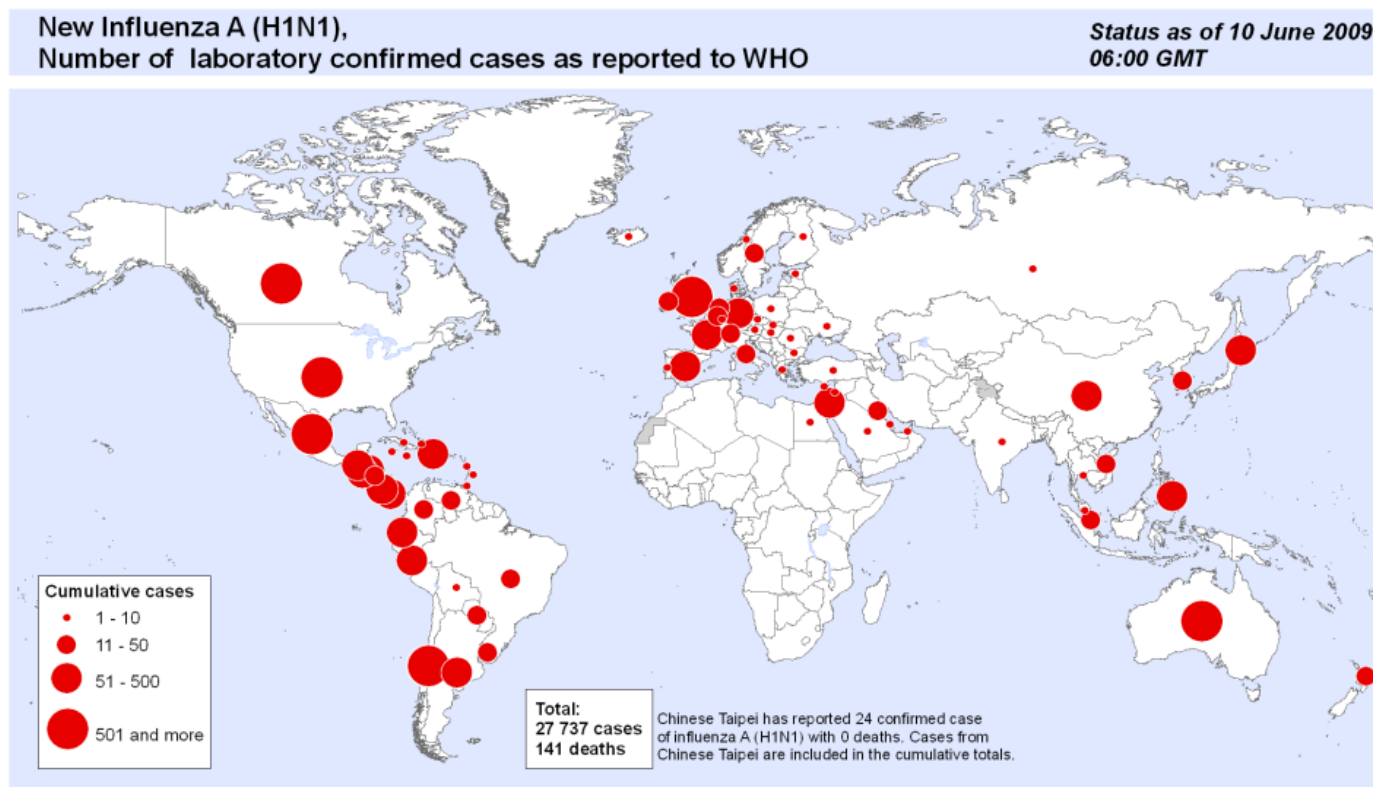 New Influenza A (H1N1),
Number of laboratory confirmed cases as reported to WHO
Status as of 10 June 2009
06:00 GMT
Cumulative cases
1 - 10
11 - 50
51 - 500
501 and more
Total:
27 737 cases
141 deaths
Chinese Taipei has reported 24 confirmed case
of influenza A (H1N1) with 0 deaths. Cases from
Chinese Taipei are included in the cumulative totals.